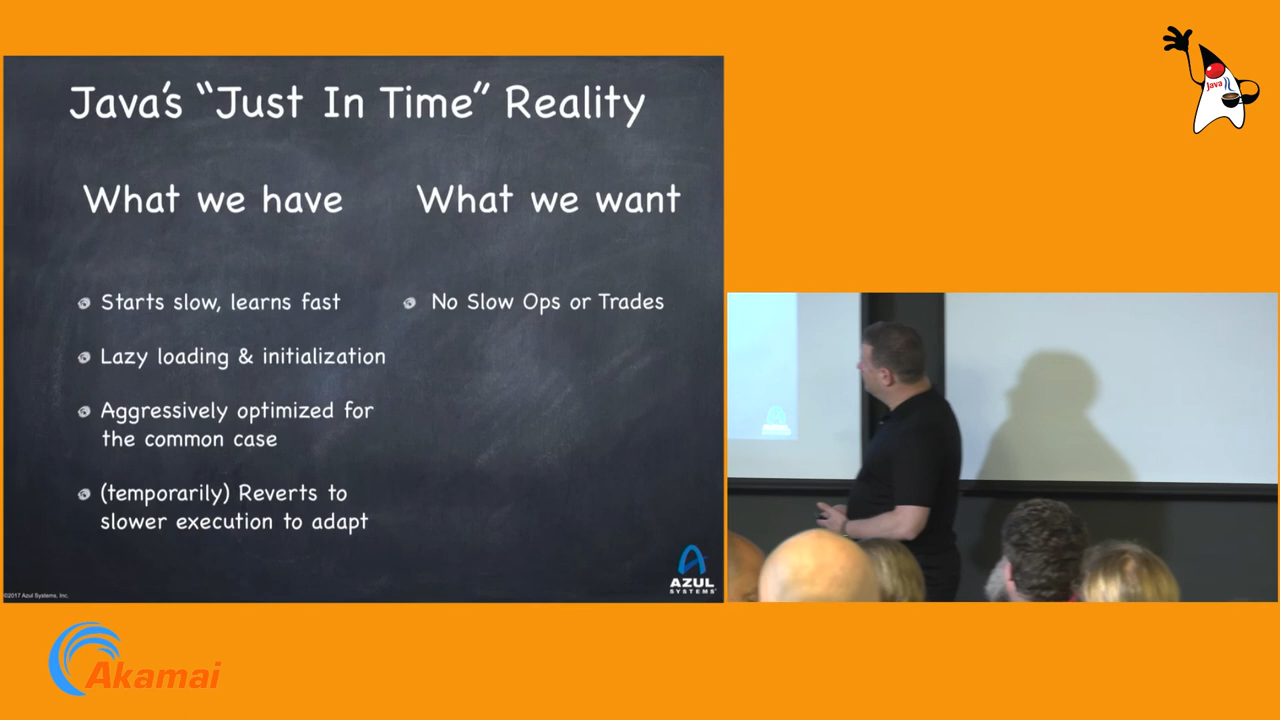 Java's "Just In Time" Reality
What we have
What we want
Starts slow, learns fast
Lazy loading & initialization
Aggressively optimized for
the common case
(temporarily) Reverts to
slower execution to adapt
No Slow Ops or Trades
©2017 Azul Systems, Inc.
AZUL
SYSTEMS
Java
Akamai